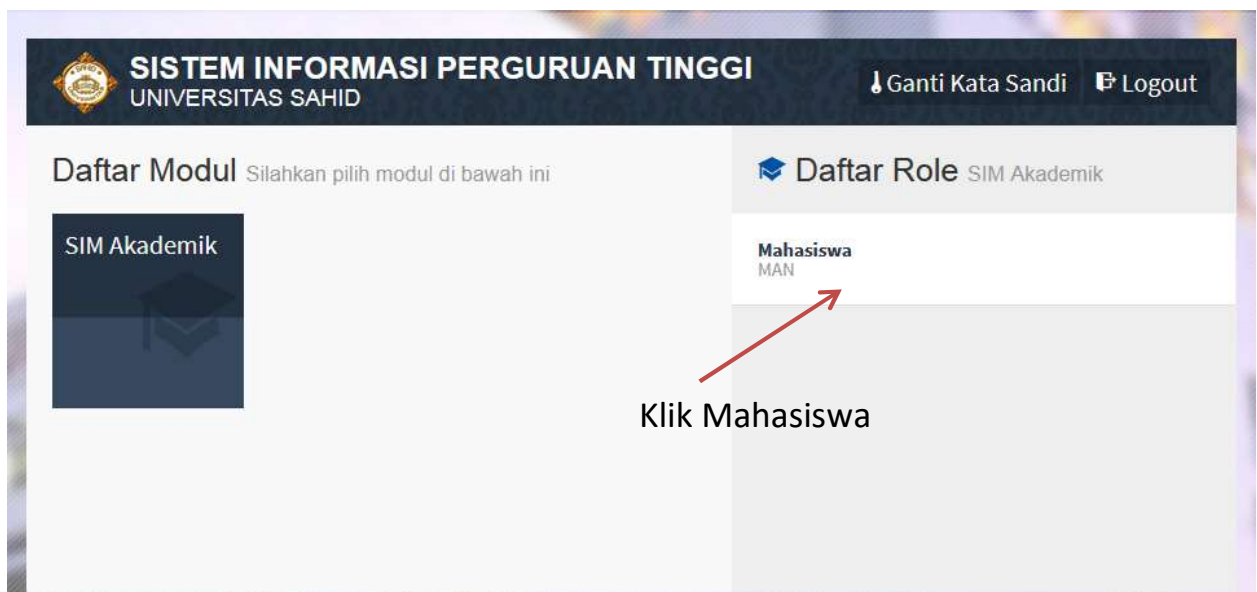 SISTEM INFORMASI PERGURUAN TINGGI
UNIVERSITAS SAHID
Ganti Kata Sandi Logout
Daftar Modul Silahkan pilih modul di bawah ini
SIM Akademik
Daftar Role SIM Akademik
Mahasiswa
MAN
Klik Mahasiswa